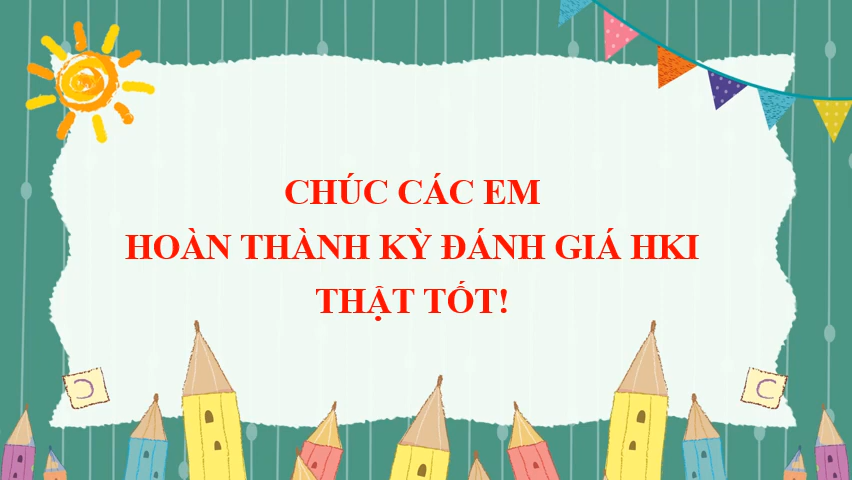 CHÚC CÁC EM
HOÀN THÀNH KỲ ĐÁNH GIÁ HKI
THẬT TỐT!